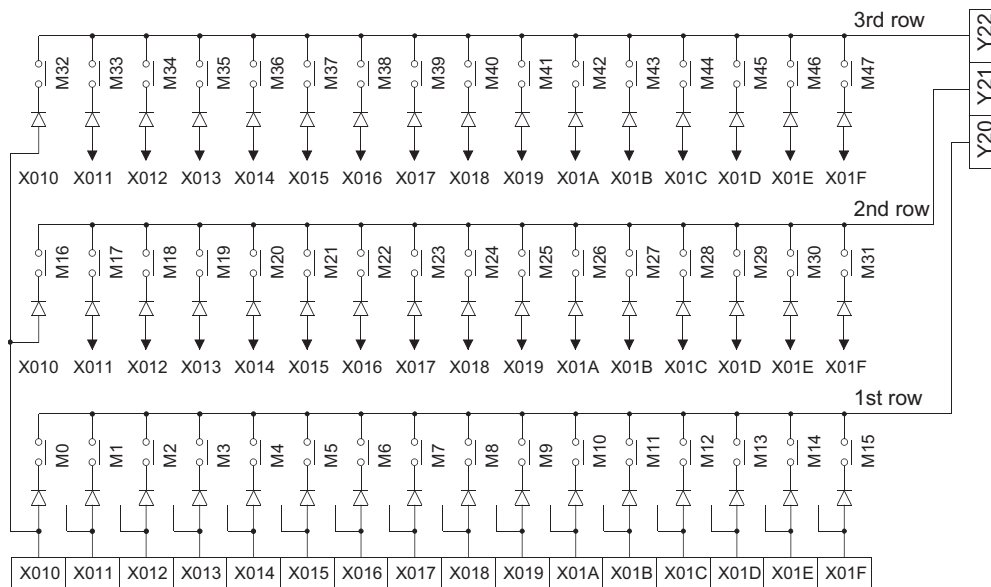 3rd row
Y22
M32 M33 M34 M35 M36 M37 M38 M39 M40 M41 M42 M43 M44 M45 M46 M47
Y21
Y20
X010 X011 X012 X013 X014 X015 X016 X017 X018 X019 X01A X01B X01C X01D X01E X01F
2nd row
M16 M17 M18 M19 M20 M21 M22 M23 M24 M25 M26 M27 M28 M29 M30 M31
X010 X011 X012 X013 X014 X015 X016 X017 X018 X019 X01A X01B X01C X01D X01E X01F
1st row
M0 M1 M2 M3 M4 M5 M6 M7 M8 M9 M10 M11 M12 M13 M14 M15
X010 X011 X012 X013 X014 X015 X016 X017 X018 X019 X01A X01B X01C X01D X01E X01F